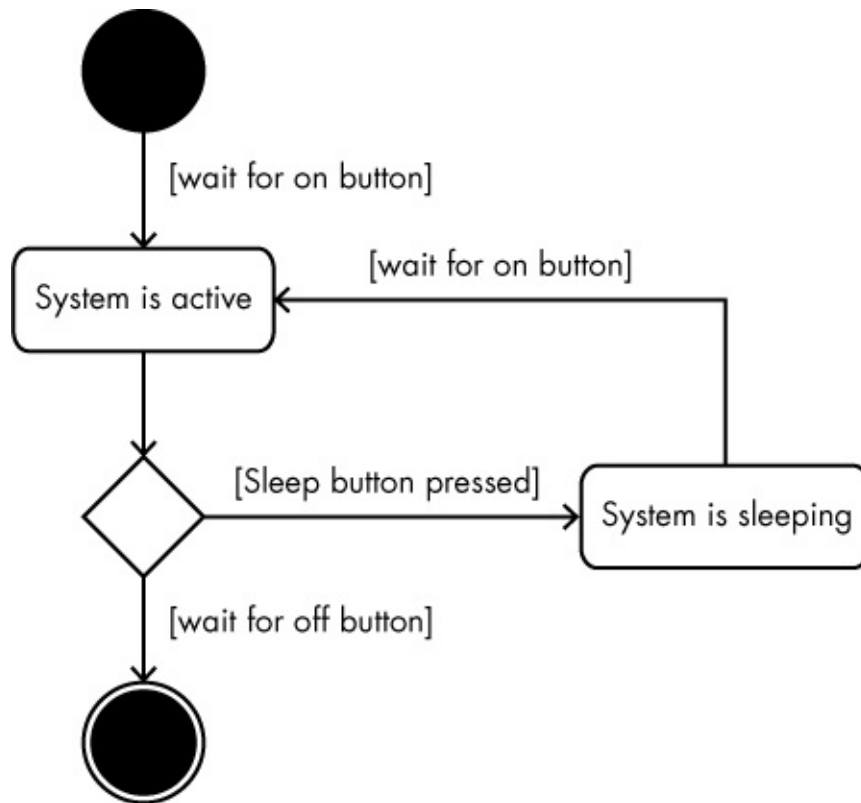 [wait for on button]
[wait for on button]
System is active
[Sleep button pressed]
System is sleeping
[wait for off button]